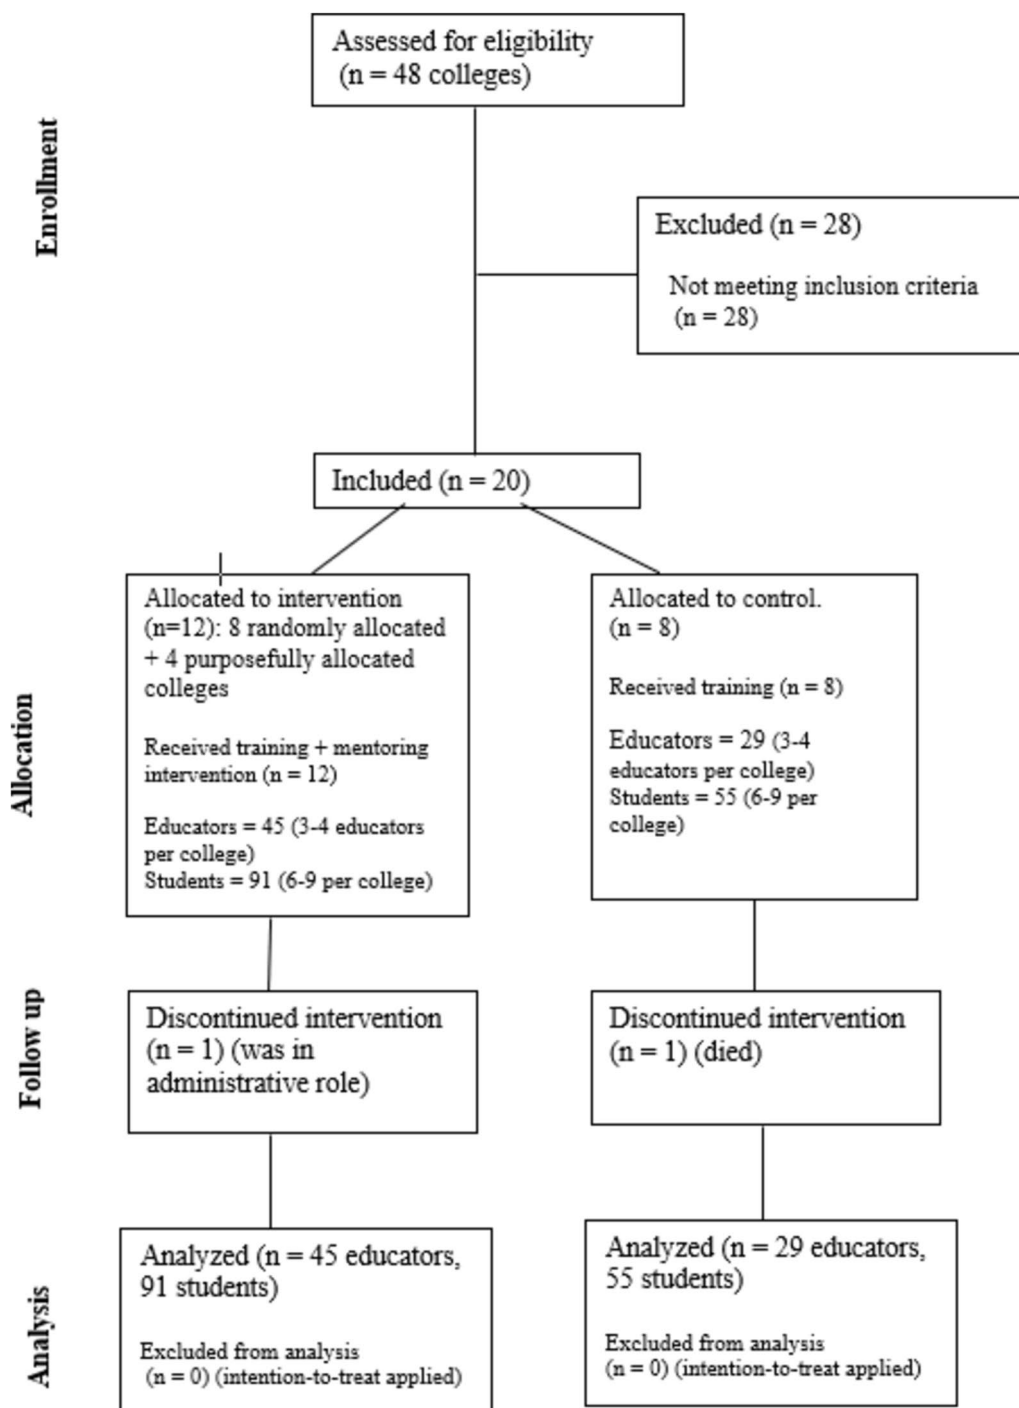 Assessed for eligibility
(n = 48 colleges)
Enrollment
Excluded (n = 28)
Not meeting inclusion criteria
(n = 28)
Included (n = 20)
Allocation
Allocated to intervention
(n=12): 8 randomly allocated
+ 4 purposefully allocated
colleges
Received training + mentoring
intervention (n = 12)
Educators = 45 (3-4 educators
per college)
Students = 91 (6-9 per college)
Allocated to control.
(n = 8)
Received training (n = 8)
Educators = 29 (3-4
educators per college)
Students = 55 (6-9 per
college)
Follow up
Discontinued intervention
(n = 1) (was in
administrative role)
Discontinued intervention
(n = 1) (died)
Analysis
Analyzed (n = 45 educators,
91 students)
Excluded from analysis
(n = 0) (intention-to-treat applied)
Analyzed (n = 29 educators,
55 students)
Excluded from analysis
(n = 0) (intention-to-treat applied)